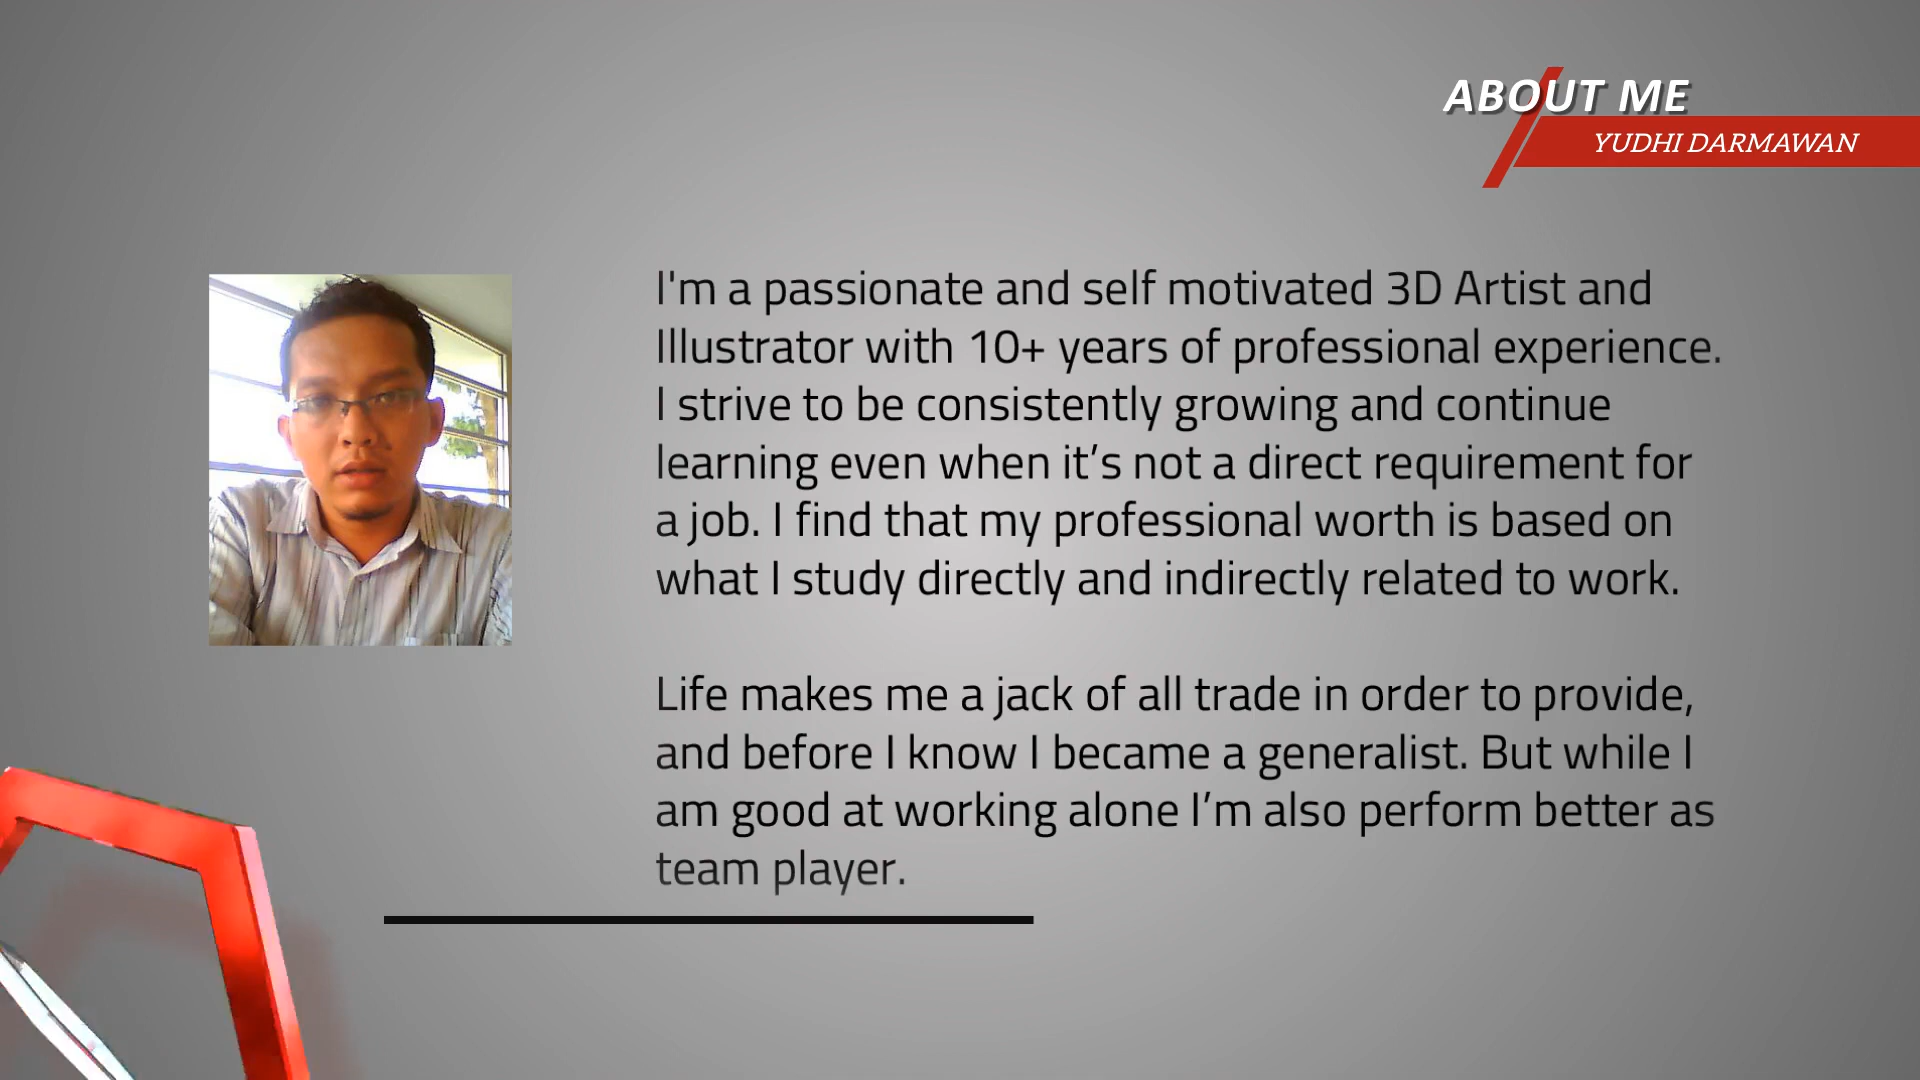 ABOUT ME
YUDHI DARMAWAN
I'm a passionate and self motivated 3D Artist and
Illustrator with 10+ years of professional experience.
I strive to be consistently growing and continue
learning even when it’s not a direct requirement for
a job. I find that my professional worth is based on
what I study directly and indirectly related to work.
Life makes me a jack of all trade in order to provide,
and before I know I became a generalist. But while I
am good at working alone I’m also perform better as
team player.